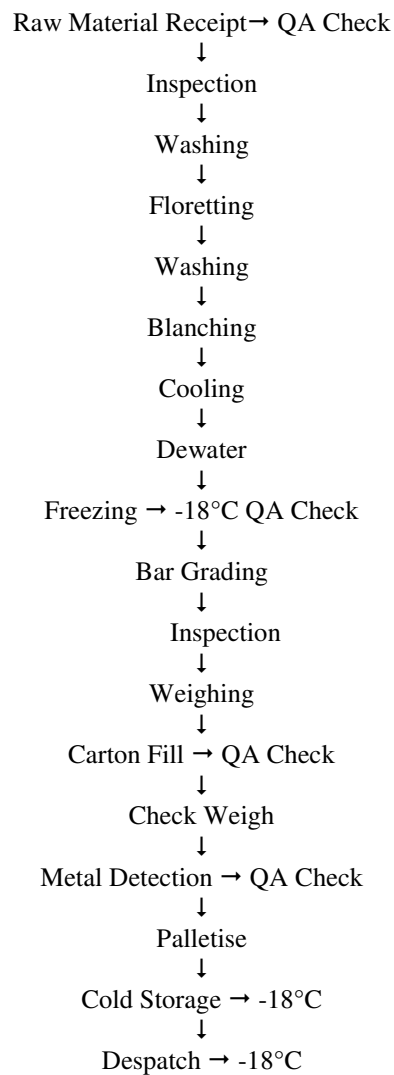 Raw Material Receipt→ QA Check
↓
Inspection
↓
Washing
↓
Floretting
↓
Washing
↓
Blanching
↓
Cooling
↓
Dewater
↓
Freezing → -18°C QA Check
↓
Bar Grading
↓
Inspection
↓
Weighing
↓
Carton Fill → QA Check
↓
Check Weigh
↓
Metal Detection → QA Check
↓
Palletise
↓
Cold Storage → -18°C
↓
Despatch → -18°C